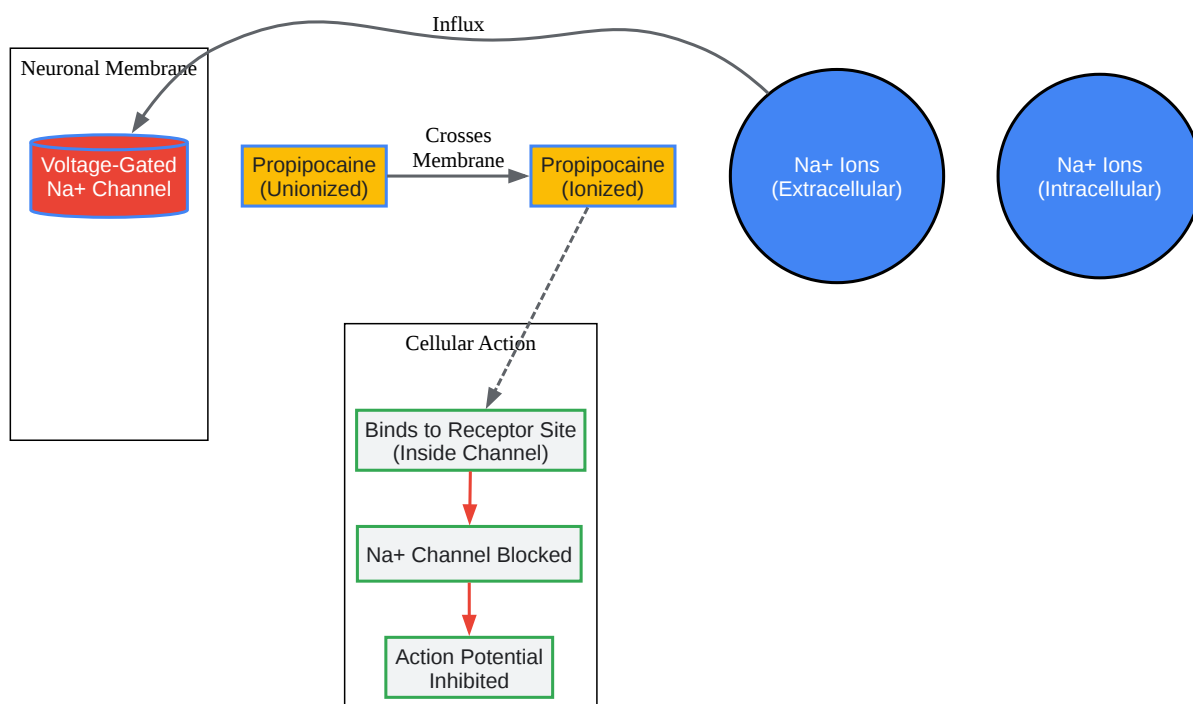 Influx
Neuronal Membrane
Voltage-Gated
Na+ Channel
Propipocaine
(Unionized)
Crosses
Membrane
Propipocaine
(Ionized)
Na+ Ions
(Extracellular)
Na+ Ions
(Intracellular)
Cellular Action
Binds to Receptor Site
(Inside Channel)
Na+ Channel Blocked
Action Potential
Inhibited